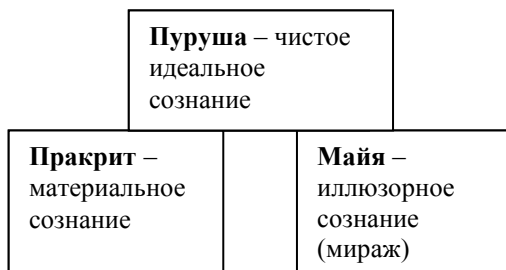 Пуруша – чистое
идеальное
сознание
Пракрит –
материальное
сознание
Майя –
иллюзорное
сознание
(мираж)